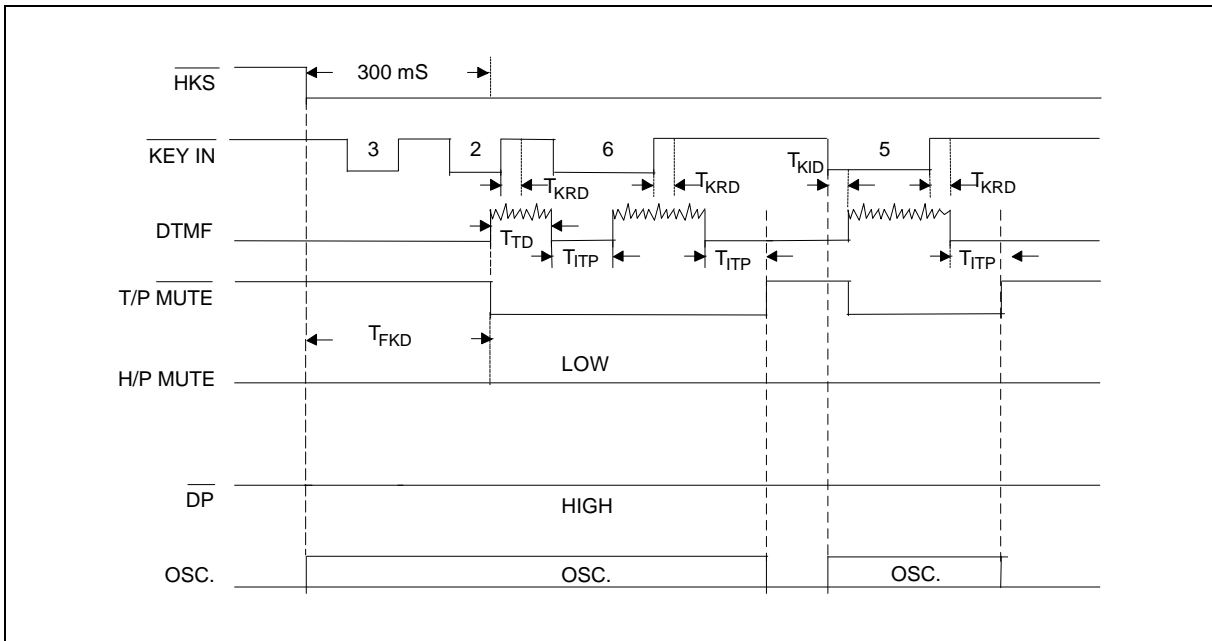 300 mS
HKS
KEY IN
3
2
6
5
TKID
TKRD
TKRD
TKRD
DTMF
TTD
TITP
TITP
TITP
T/P MUTE
TFKD
LOW
H/P MUTE
DP
HIGH
OSC.
OSC.
OSC.